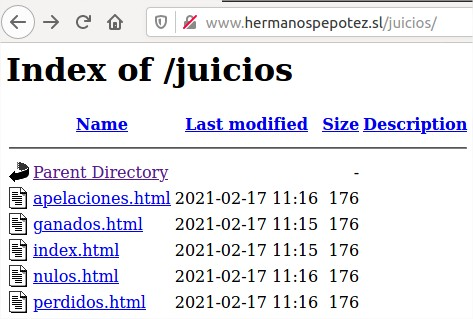 www.hermanospepotez.sl/juicios/
Index of /juicios
Name Last modified Size Description
Parent Directory -
apelaciones.html 2021-02-17 11:16 176
ganados.html 2021-02-17 11:15 176
index.html 2021-02-17 11:15 176
nulos.html 2021-02-17 11:16 176
perdidos.html 2021-02-17 11:16 176